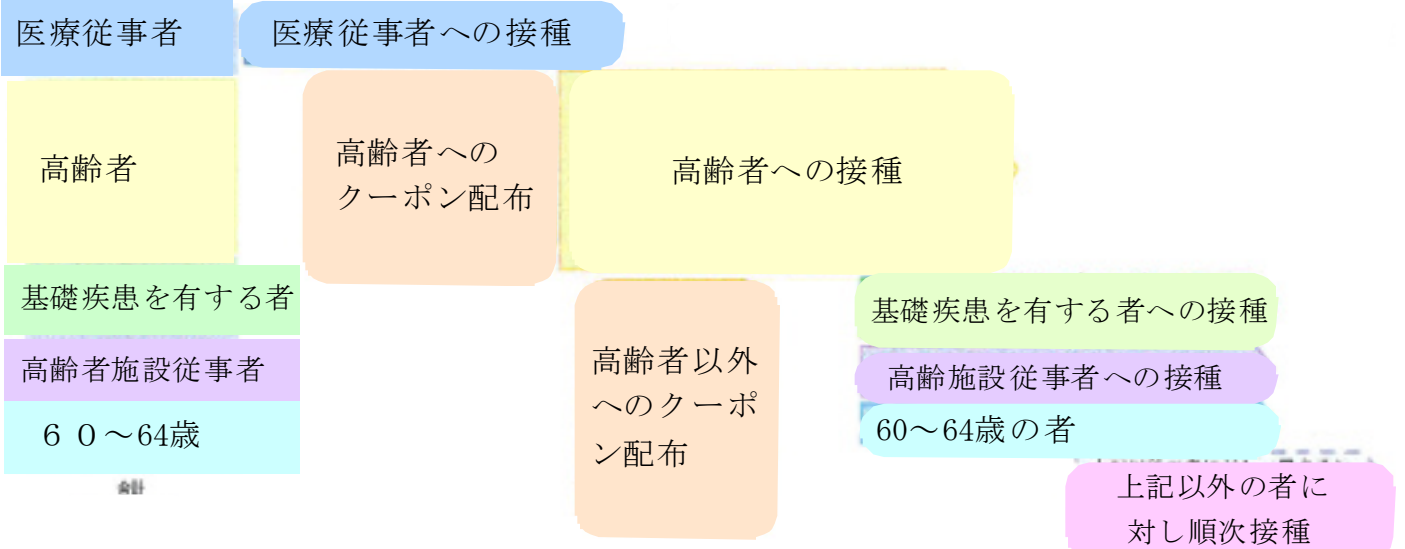 医療従事者
医療従事者への接種
高齢者
高齢者への
クーポン配布
高齢者への接種
基礎疾患を有する者
高齢者施設従事者
６０～64歳
高齢者以外
へのクーポ
ン配布
基礎疾患を有する者への接種
高齢施設従事者への接種
60～64歳の者
合計
上記以外の者に
対し順次接種